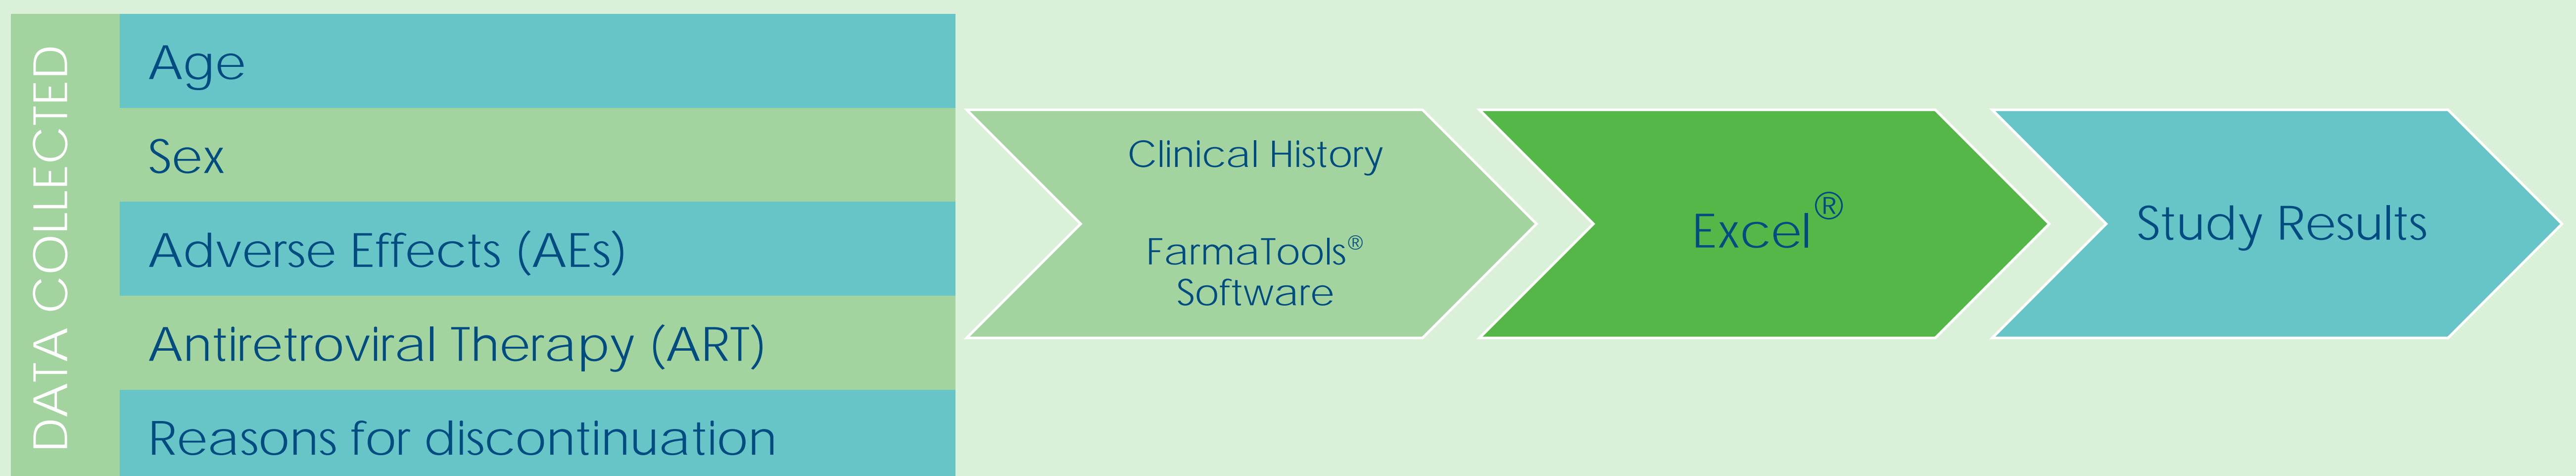 DATA COLLECTED
Age
Sex
Adverse Effects (AEs)
Antiretroviral Therapy (ART)
Reasons for discontinuation
Clinical History
FarmaTools®
Software
Excel®
Study Results